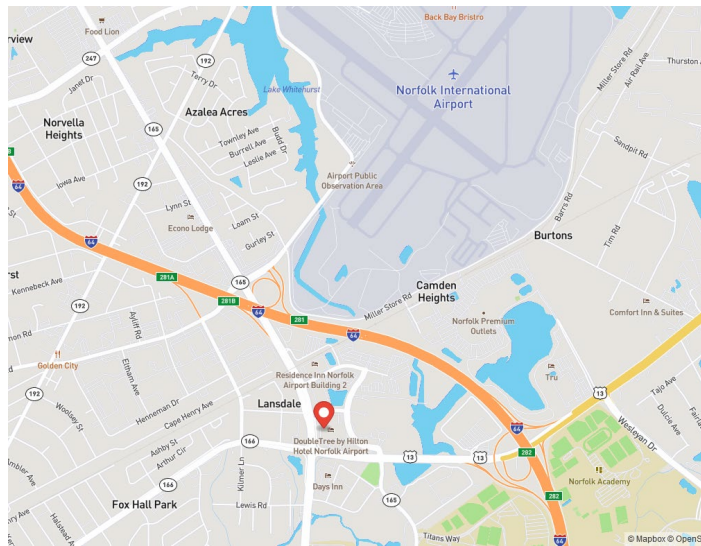 Back Bay Bristro
Food Lion
rview
247
Janet Dr
Terry Dr
192
Lake Whitehurst
Norfolk International
Airport
Miller Store Rd
Air Rail Ave
Thurston A
Azalea Acres
Norvella
Heights
165
Townley Ave
Burrell Ave
Leslie Ave
Budd Dr
Sandpit Rd
Airport Public
Observation Area
64
Iowa Ave
192
Lynn St
Econo Lodge
Loam St
Gurley St
Barrs Rd
Tim Rd
Burtons
64
rst
Kennebeck Ave
281A
165
281B
64
281
Camden
Heights
Miller Store Rd
64
192
Ayliff Rd
mon Rd
Golden City
Eltham Ave
Norfolk Premium
Outlets
Comfort Inn & Suites
Residence Inn Norfolk
Airport Building 2
Tru
192
Woolsey St
Henneman Dr
Cape Henry Ave
Lansdale
13
Tajo Ave
Dulcie Ave
Fairfa
Wesleyan Dr
DoubleTree by Hilton
Hotel Norfolk Airport
166
Ashby St
Arthur Cir
Kilmer Ln
13
13
64
282
Ambler Ave
166
Days Inn
165
Norfolk Academy
Fox Hall Park
Lewis Rd
282
Halstead Ave
Titans Way
64
© Mapbox © OpenS